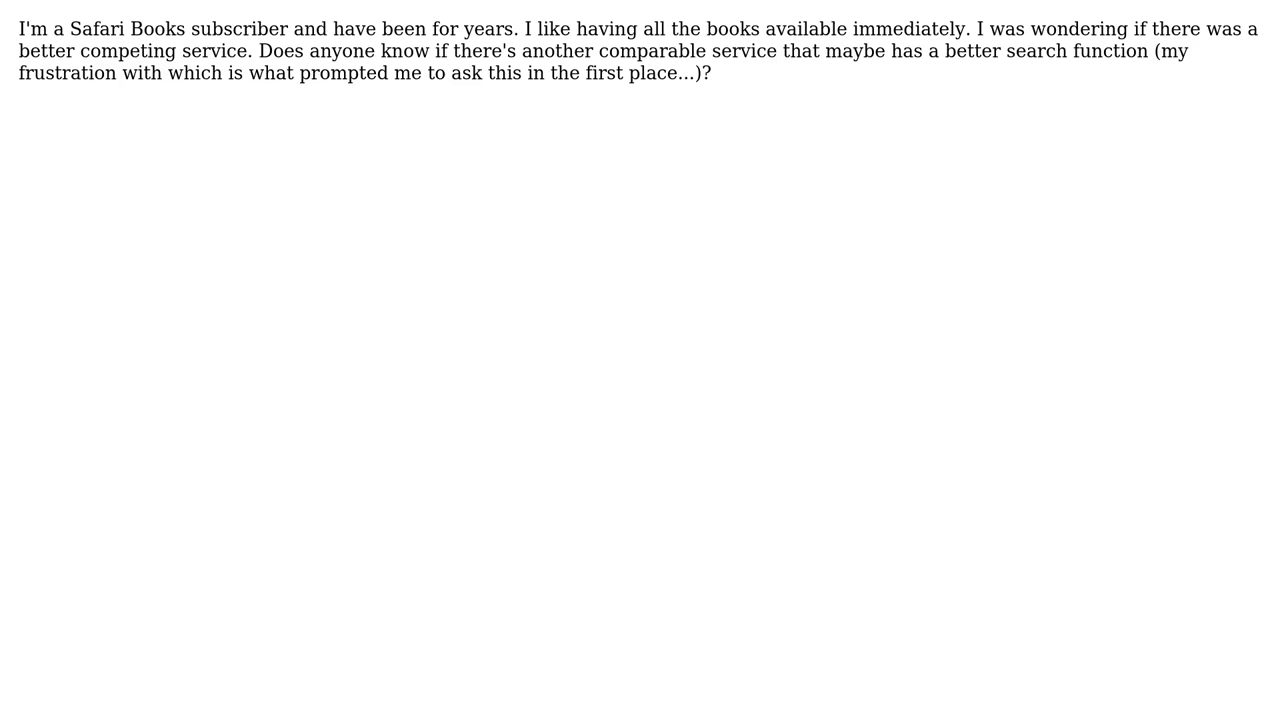 I'm a Safari Books subscriber and have been for years. I like having all the books available immediately. I was wondering if there was a
better competing service. Does anyone know if there's another comparable service that maybe has a better search function (my
frustration with which is what prompted me to ask this in the first place...)?